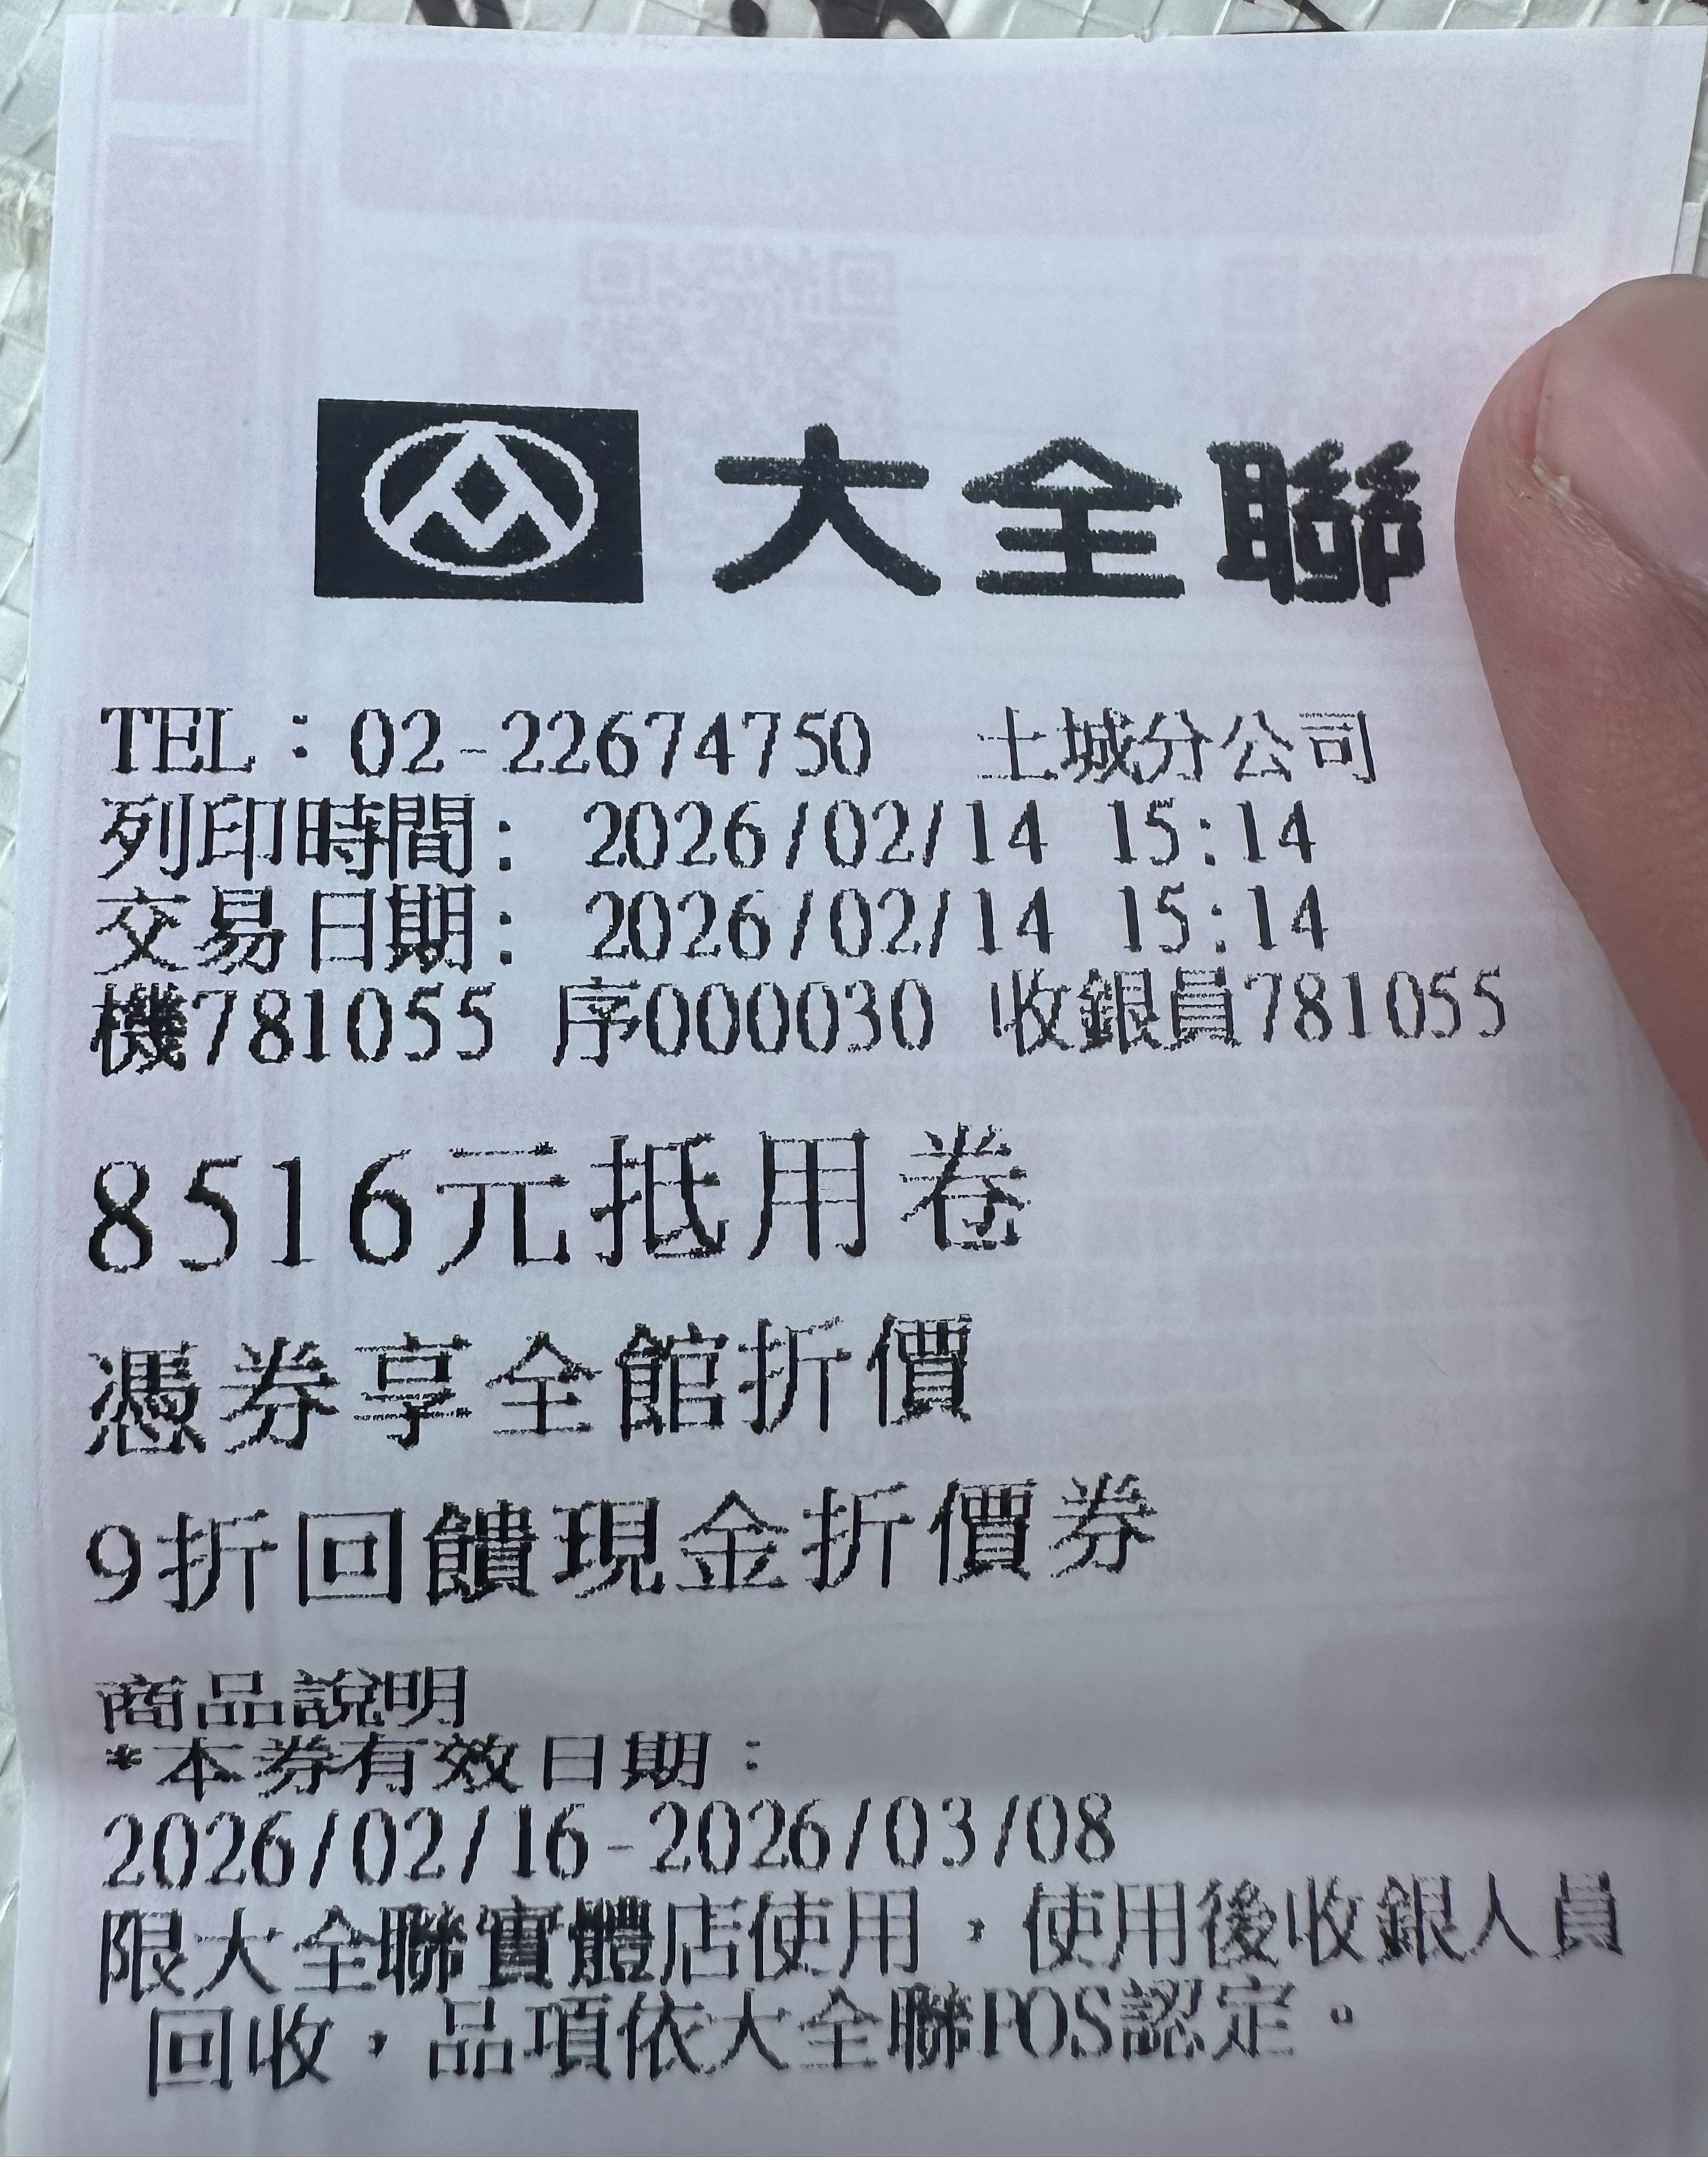 大全聯
TEL：02-22674750 土城分公司
列印時間: 2026/02/14 15:14
交易日期: 2026/02/14 15:14
機781055 序000030 收銀員781055
8516元抵用卷
憑券享全館折價
9折回饋現金折價券
商品說明
*本券有效日期：
2026/02/16-2026/03/08
限大全聯實體店使用，使用後收銀人員
回收，品項依大全聯POS認定。